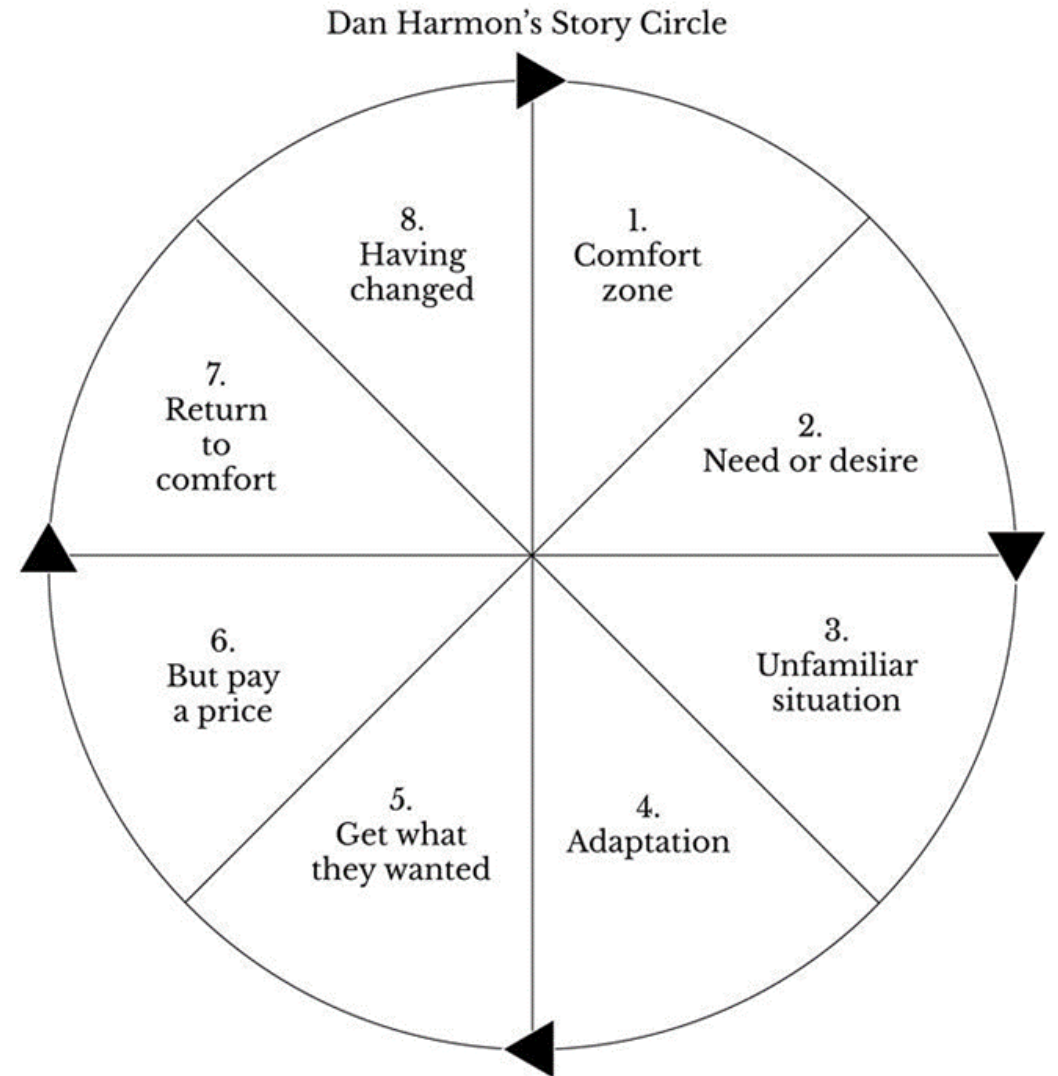 Dan Harmon’s Story Circle
1.
Comfort
zone
2.
Need or desire
3.
Unfamiliar
situation
4.
Adaptation
5.
Get what
they wanted
6.
But pay
a price
7.
Return
to
comfort
8.
Having
changed